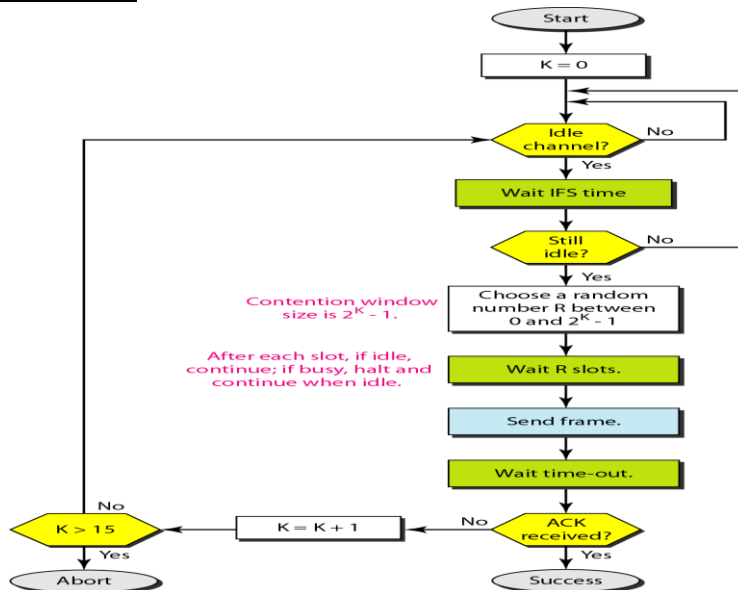 Start
K = 0
Idle
channel?
No
Yes
Wait IFS time
Still
idle?
No
Yes
Contention window
size is 2^K - 1.
Choose a random
number R between
0 and 2^K - 1
After each slot, if idle,
continue; if busy, halt and
continue when idle.
Wait R slots.
Send frame.
Wait time-out.
ACK
received?
No
Yes
K = K + 1
K > 15
No
Yes
Abort
Success